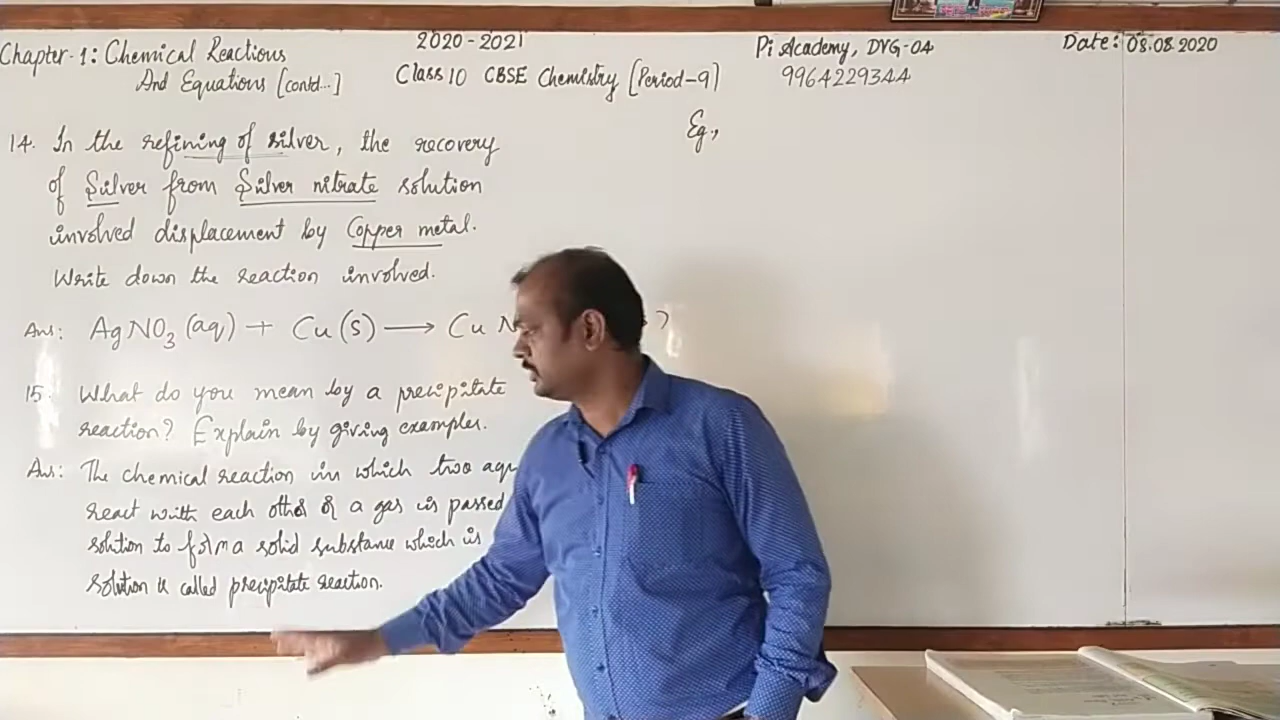 Chapter-1: Chemical Reactions
And Equations [contd...]
2020-2021
Class 10 CBSE Chemistry [Period-9]
Pi Academy, DVG-04
9964229344
Date: 08.08.2020
14. In the refining of silver, the recovery
of Silver from Silver nitrate solution
involved displacement by Copper metal.
Write down the reaction involved.
Ans: AgNO3 (aq) + Cu(s) ⟶ Cu N
15. What do you mean by a precipitate
reaction? Explain by giving examples.
Ans: The chemical reaction in which two aqu
react with each other or a gas is passed
solution to form a solid substance which is
solution is called precipitate reaction.
Eg.,